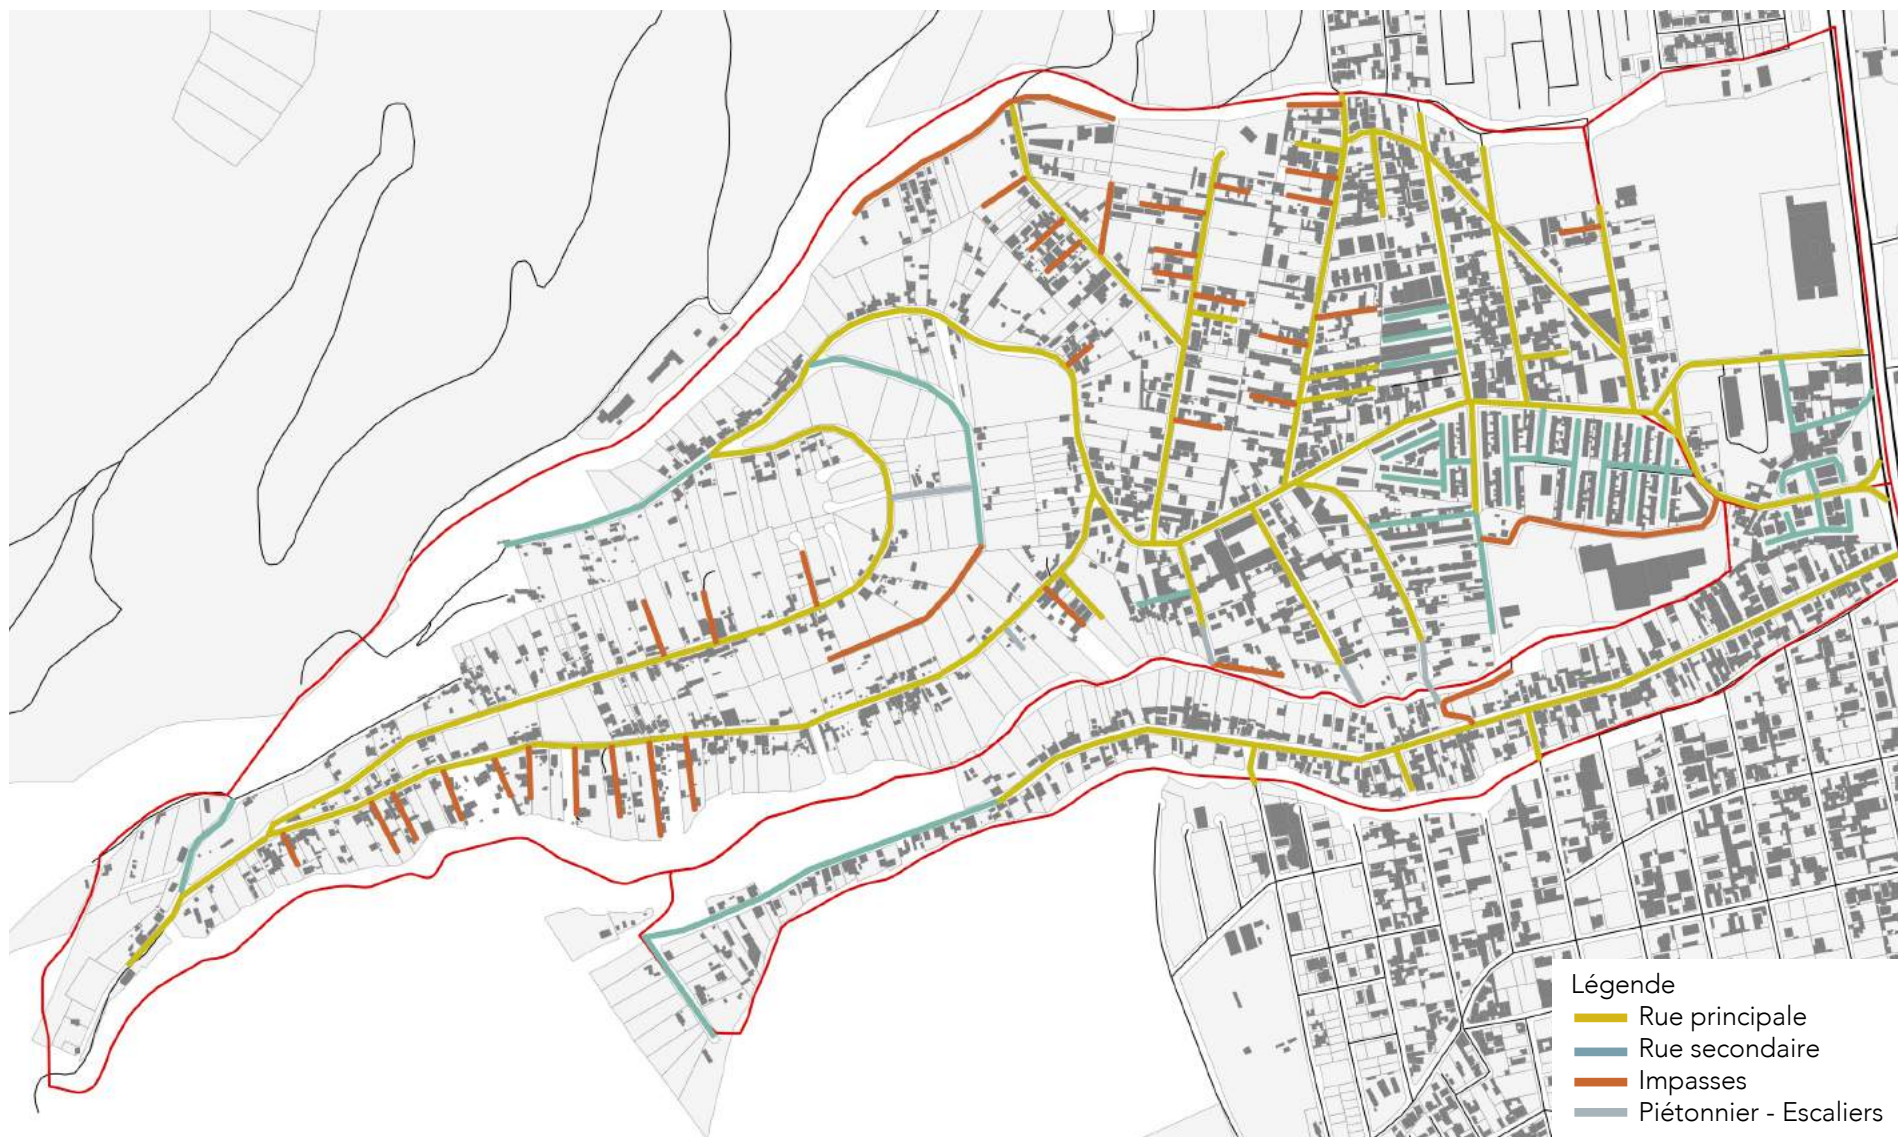 Légende
Rue principale
Rue secondaire
Impasses
Piétonnier - Escaliers